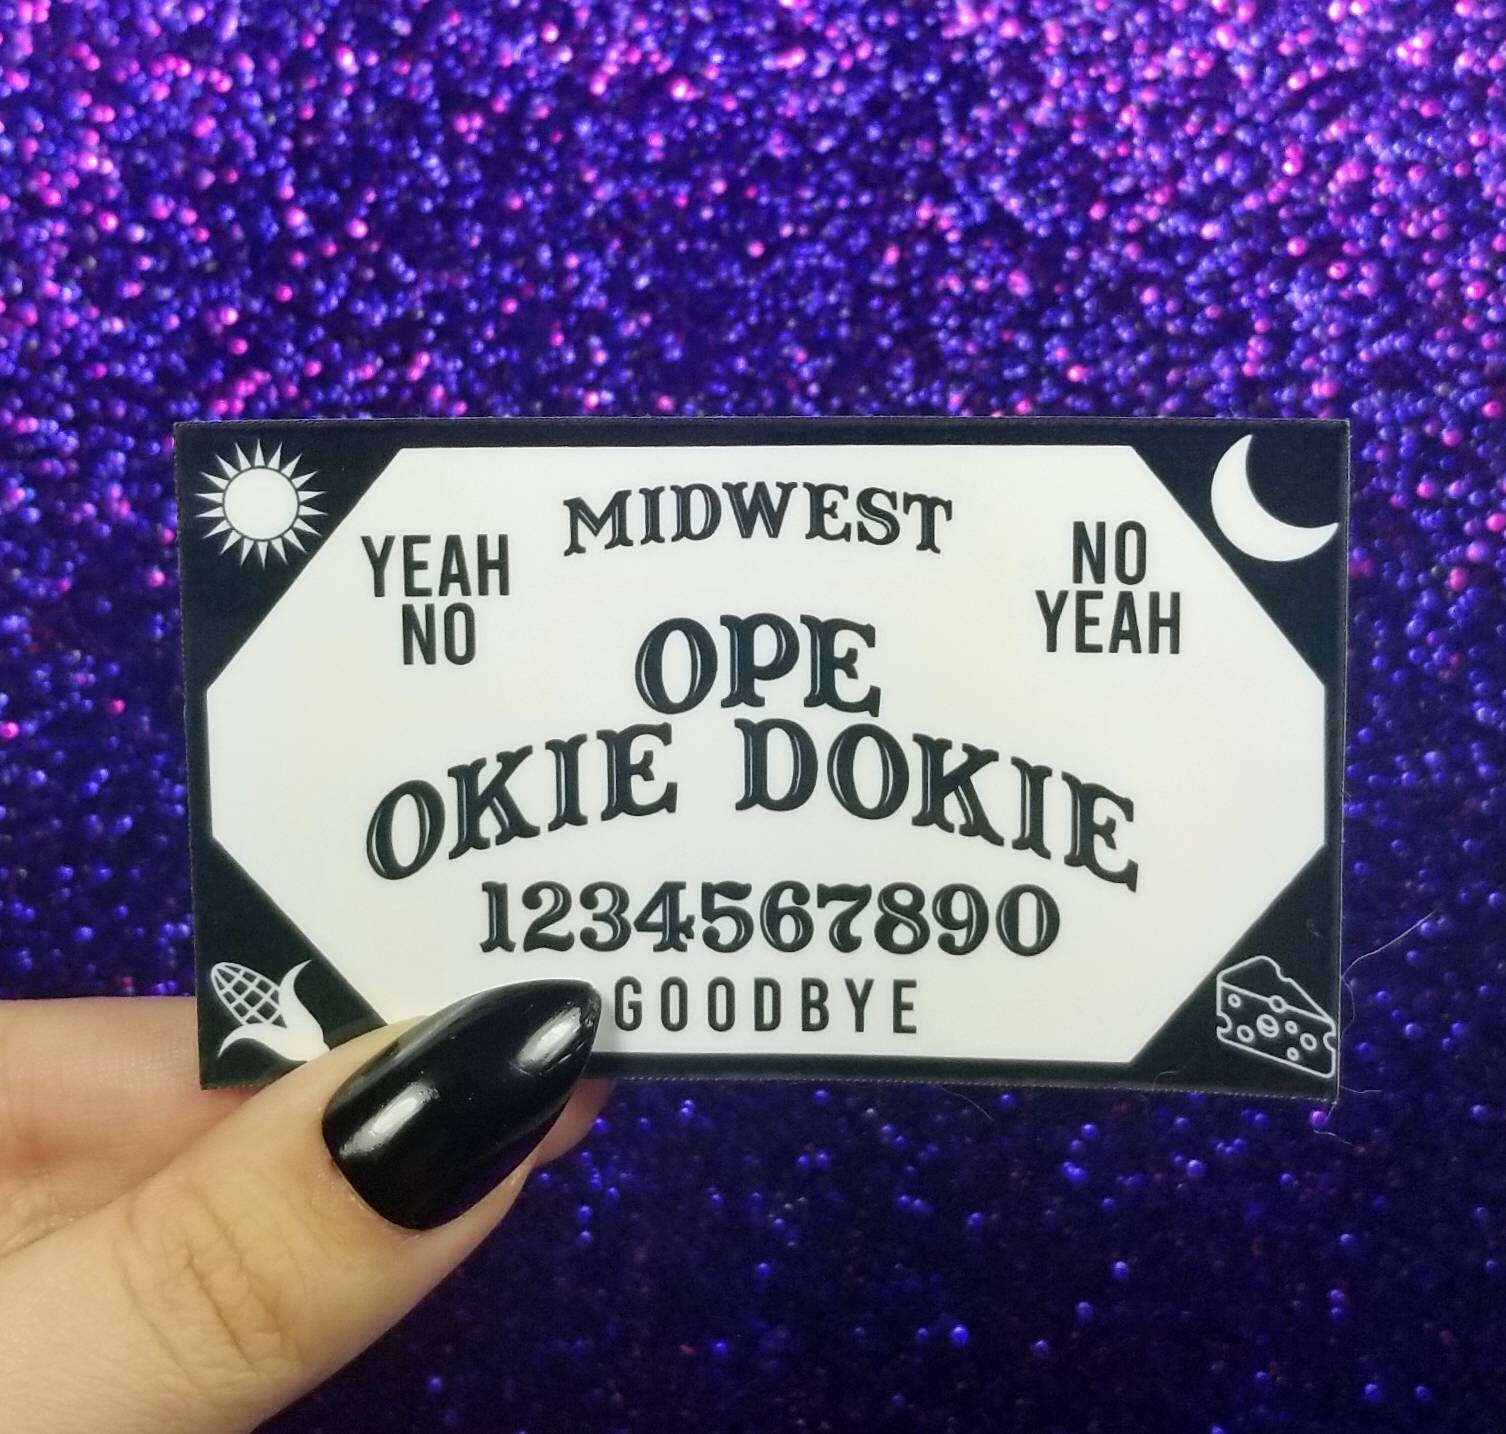 MIDWEST
YEAH
NO
NO
YEAH
OPE
OKIE DOKIE
1234567890
GOODBYE